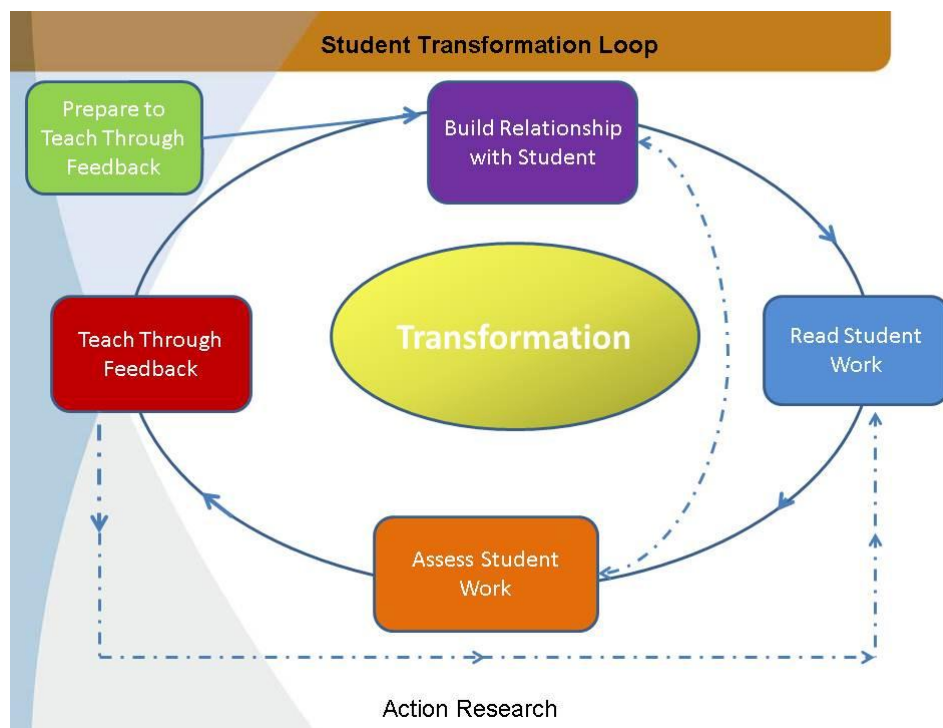 Student Transformation Loop
Prepare to
Teach Through
Feedback
Build Relationship
with Student
Teach Through
Feedback
Transformation
Read Student
Work
Assess Student
Work
Action Research